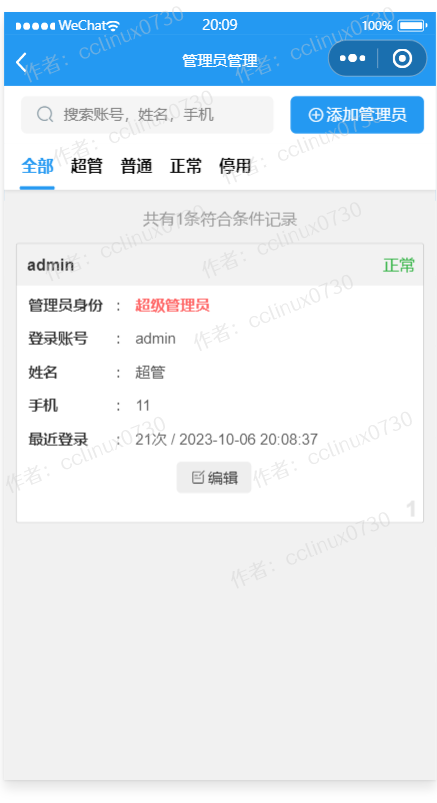 WeChat 20:09 100%
管理员管理
搜索账号，姓名，手机 添加管理员
全部 超管 普通 正常 停用
共有1条符合条件记录
admin 正常
管理员身份 : 超级管理员
登录账号 : admin
姓名 : 超管
手机 : 11
最近登录 : 21次 / 2023-10-06 20:08:37
编辑
1
作者：cclinux0730
作者：cclinux0730
作者：cclinux0730
作者：cclinux0730
作者：cclinux0730
作者：cclinux0730
作者：cclinux0730
作者：cclinux0730
作者：cclinux0730
作者：cclinux0730